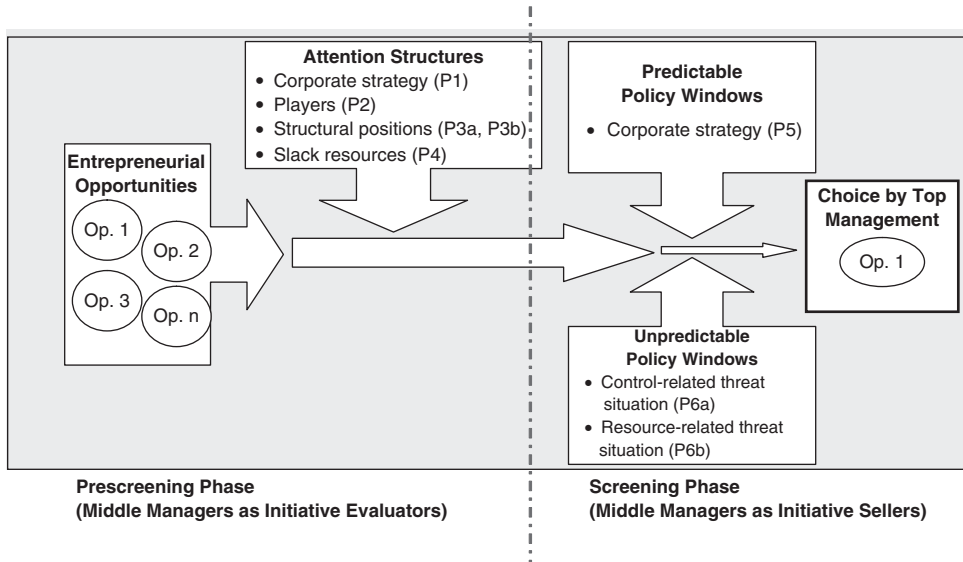 Attention Structures
• Corporate strategy (P1)
• Players (P2)
• Structural positions (P3a, P3b)
• Slack resources (P4)
Predictable
Policy Windows
• Corporate strategy (P5)
Entrepreneurial
Opportunities
Op. 1
Op. 2
Op. 3
Op. n
Choice by Top
Management
Op. 1
Unpredictable
Policy Windows
• Control-related threat
situation (P6a)
• Resource-related threat
situation (P6b)
Prescreening Phase
(Middle Managers as Initiative Evaluators)
Screening Phase
(Middle Managers as Initiative Sellers)